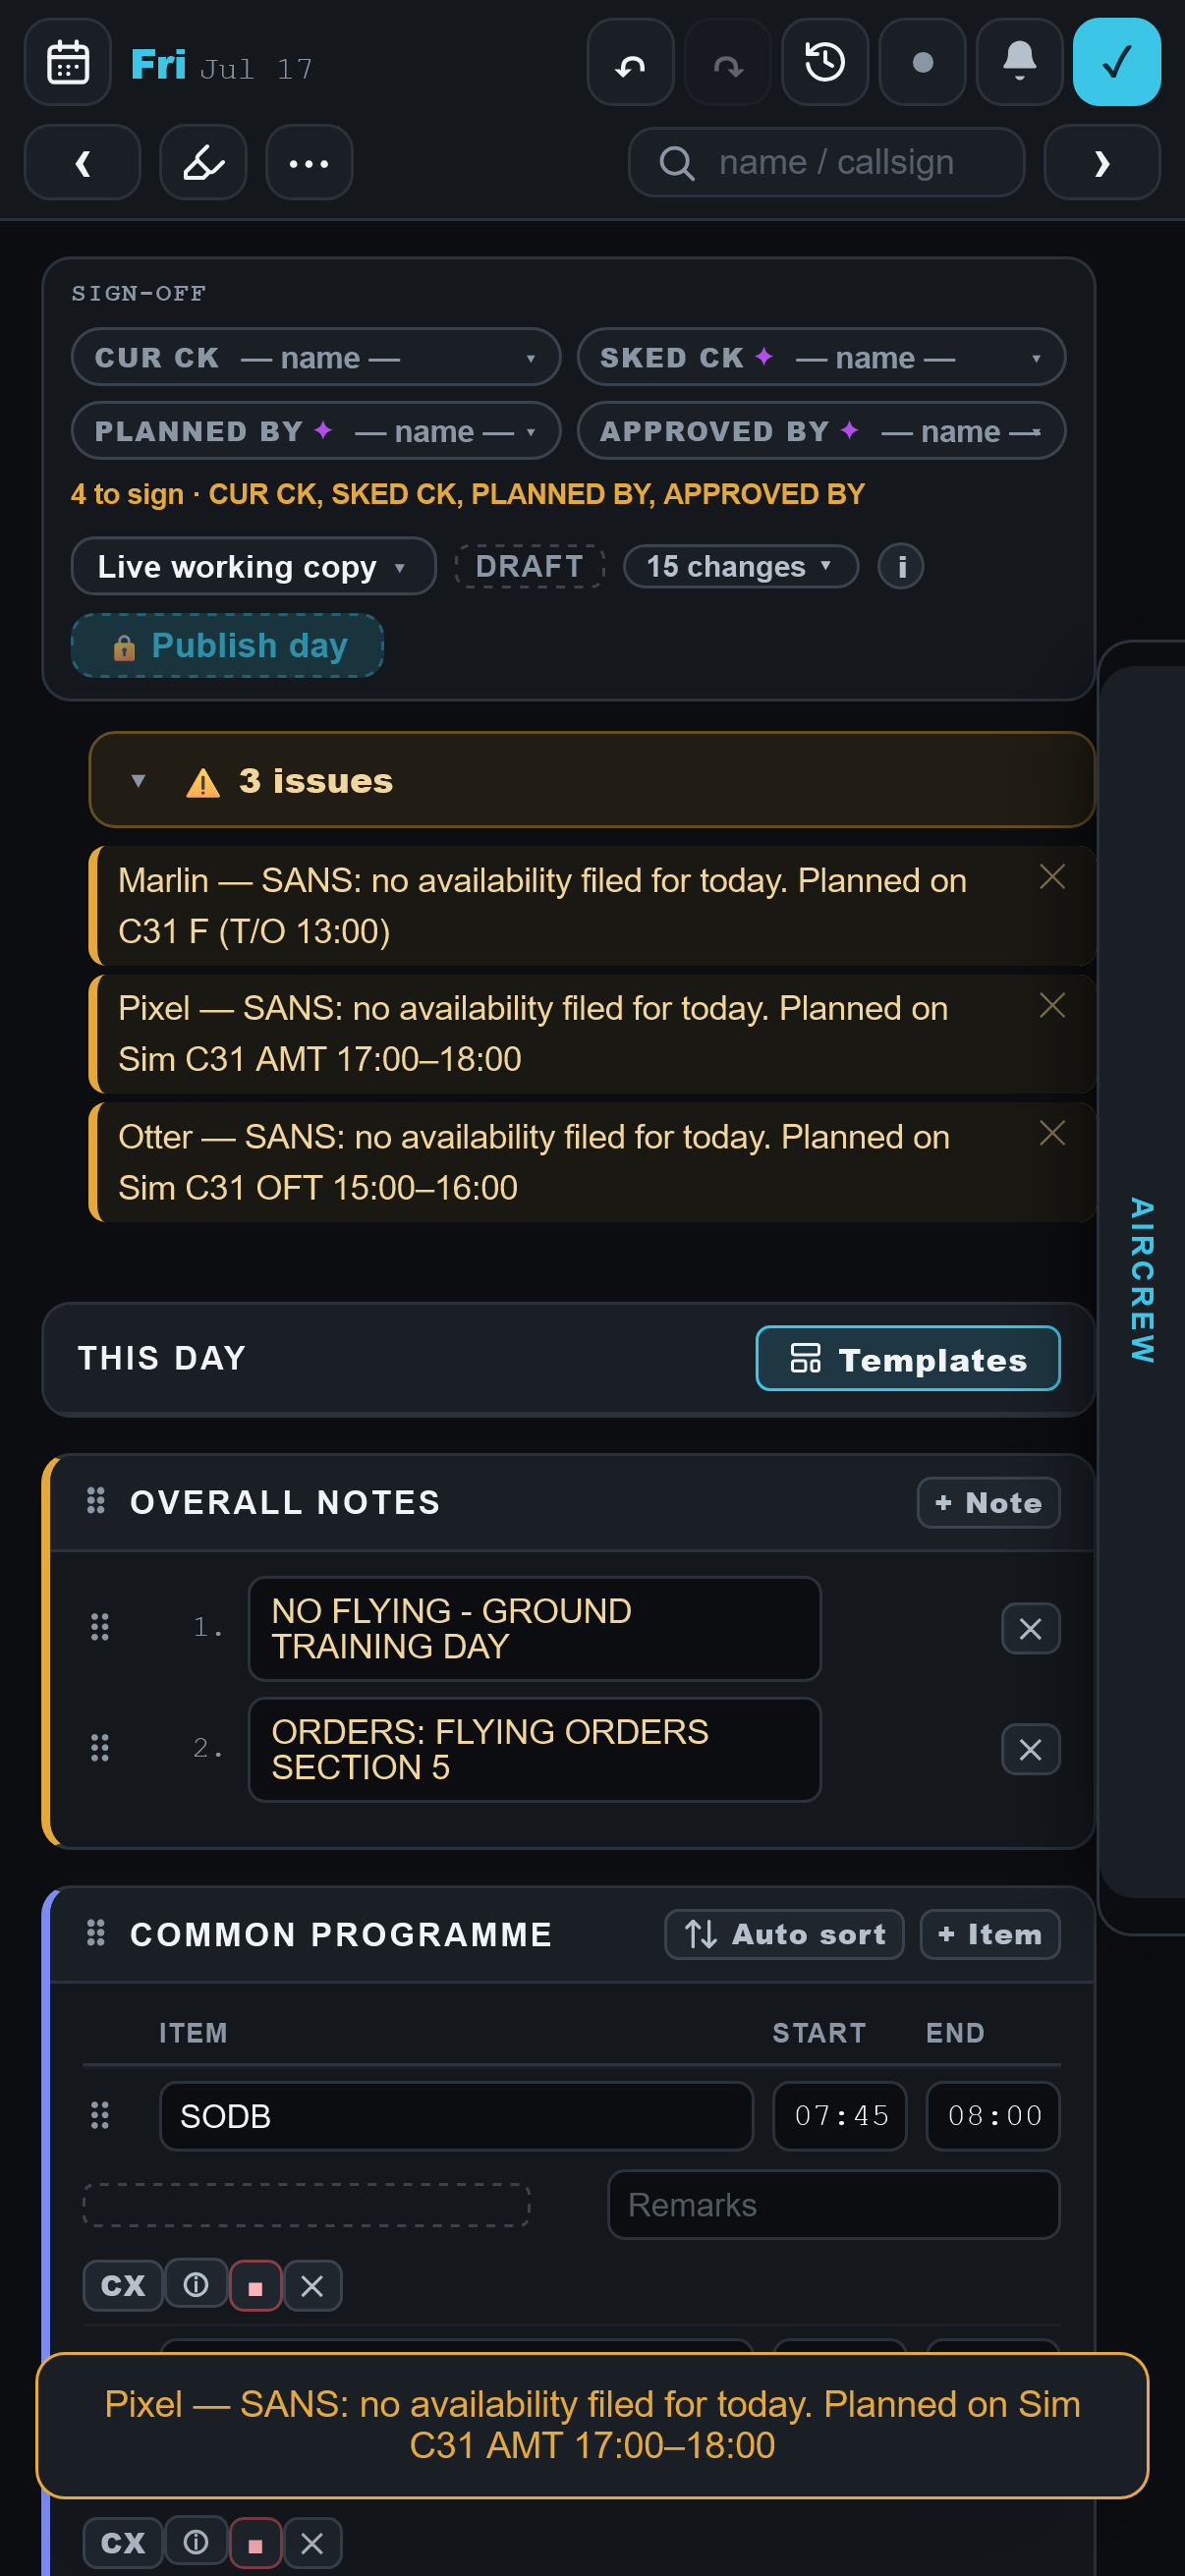 Fri Jul 17
name / callsign
SIGN-OFF
CUR CK — name —
SKED CK — name —
PLANNED BY — name —
APPROVED BY — name —
4 to sign · CUR CK, SKED CK, PLANNED BY, APPROVED BY
Live working copy
DRAFT
15 changes
i
Publish day
3 issues
Marlin — SANS: no availability filed for today. Planned on
C31 F (T/O 13:00)
Pixel — SANS: no availability filed for today. Planned on
Sim C31 AMT 17:00–18:00
Otter — SANS: no availability filed for today. Planned on
Sim C31 OFT 15:00–16:00
AIRCREW
THIS DAY
Templates
OVERALL NOTES
+ Note
1. NO FLYING - GROUND
TRAINING DAY
2. ORDERS: FLYING ORDERS
SECTION 5
COMMON PROGRAMME
Auto sort
+ Item
ITEM START END
SODB 07:45 08:00
Remarks
CX
Pixel — SANS: no availability filed for today. Planned on Sim
C31 AMT 17:00–18:00
CX